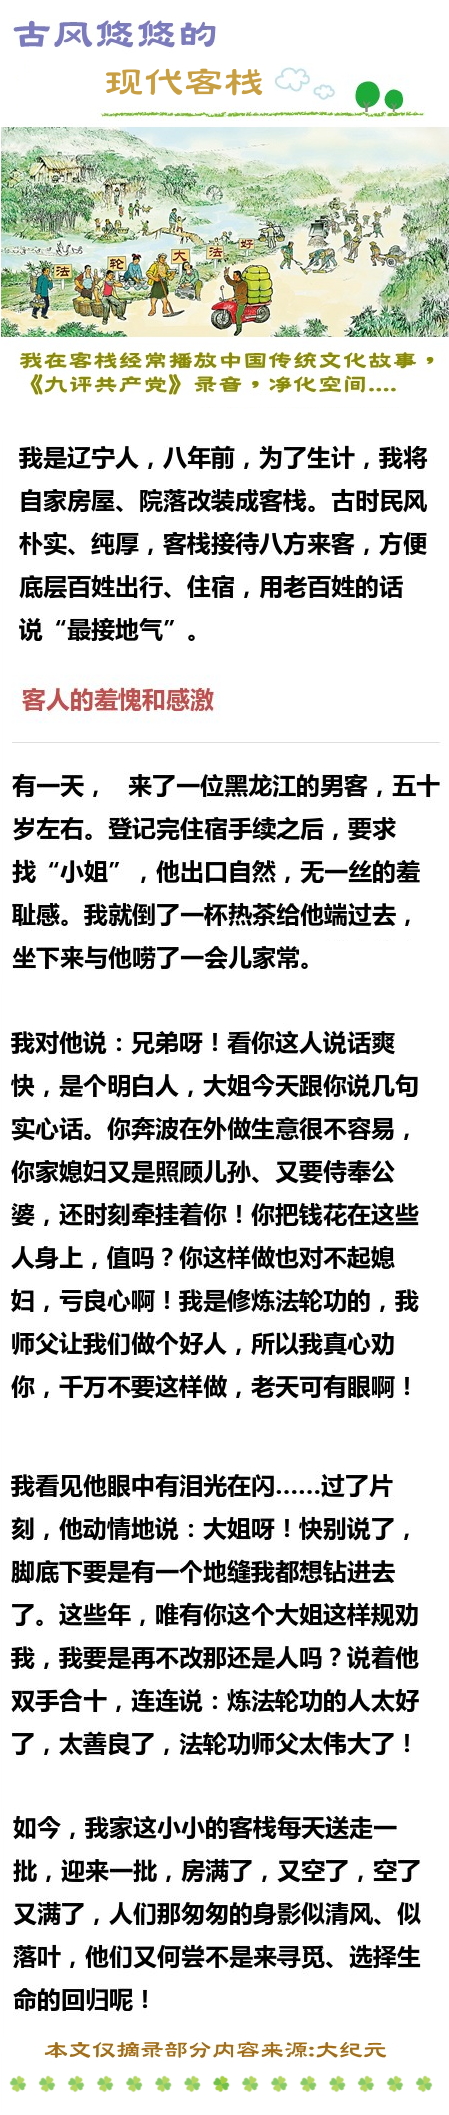 古风悠悠的
现代客栈
法 轮 大 法 好
我在客栈经常播放中国传统文化故事，
《九评共产党》录音，净化空间....
我是辽宁人，八年前，为了生计，我将
自家房屋、院落改装成客栈。古时民风
朴实、纯厚，客栈接待八方来客，方便
底层百姓出行、住宿，用老百姓的话
说“最接地气”。
客人的羞愧和感激
有一天， 来了一位黑龙江的男客，五十
岁左右。登记完住宿手续之后，要求
找“小姐”，他出口自然，无一丝的羞
耻感。我就倒了一杯热茶给他端过去，
坐下来与他唠了一会儿家常。
我对他说：兄弟呀！看你这人说话爽
快，是个明白人，大姐今天跟你说几句
实心话。你奔波在外做生意很不容易，
你家媳妇又是照顾儿孙、又要侍奉公
婆，还时刻牵挂着你！你把钱花在这些
人身上，值吗？你这样做也对不起媳
妇，亏良心啊！我是修炼法轮功的，我
师父让我们做个好人，所以我真心劝
你，千万不要这样做，老天可有眼啊！
我看见他眼中有泪光在闪……过了片
刻，他动情地说：大姐呀！快别说了，
脚底下要是有一个地缝我都想钻进去
了。这些年，唯有你这个大姐这样规劝
我，我要是再不改那还是人吗？说着他
双手合十，连连说：炼法轮功的人太好
了，太善良了，法轮功师父太伟大了！
如今，我家这小小的客栈每天送走一
批，迎来一批，房满了，又空了，空了
又满了，人们那匆匆的身影似清风、似
落叶，他们又何尝不是来寻觅、选择生
命的回归呢！
本文仅摘录部分内容来源:大纪元